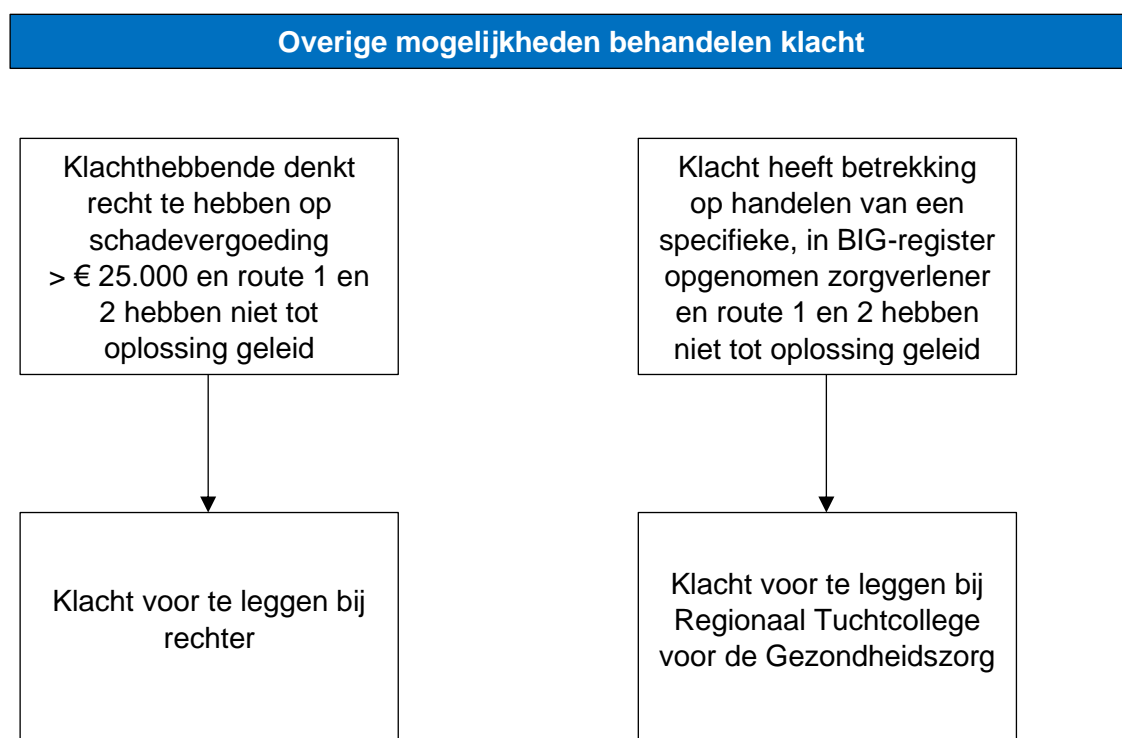 Overige mogelijkheden behandelen klacht
Klachthebbende denkt
recht te hebben op
schadevergoeding
> € 25.000 en route 1 en
2 hebben niet tot
oplossing geleid
Klacht heeft betrekking
op handelen van een
specifieke, in BIG-register
opgenomen zorgverlener
en route 1 en 2 hebben
niet tot oplossing geleid
Klacht voor te leggen bij
rechter
Klacht voor te leggen bij
Regionaal Tuchtcollege
voor de Gezondheidszorg